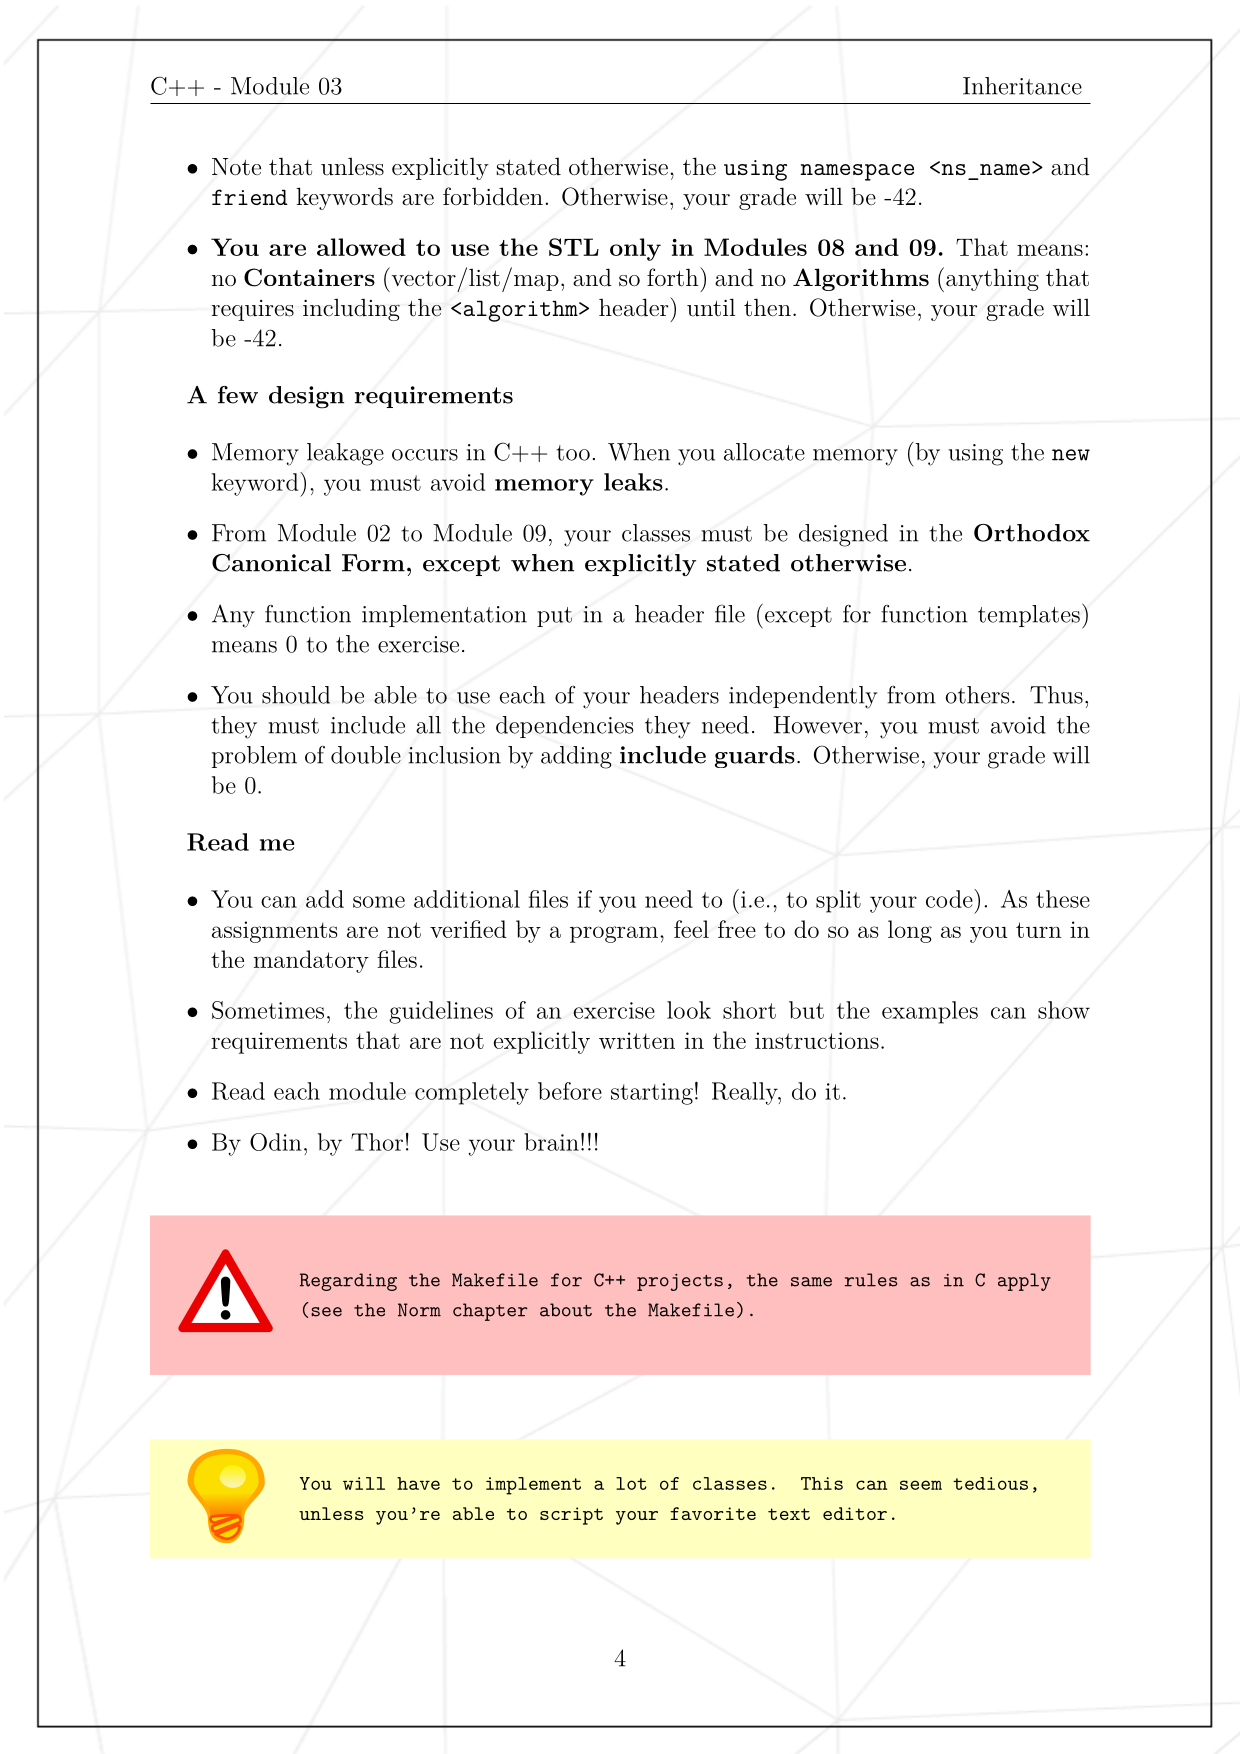 C++ - Module 03 Inheritance
• Note that unless explicitly stated otherwise, the using namespace <ns_name> and
friend keywords are forbidden. Otherwise, your grade will be -42.
• You are allowed to use the STL only in Modules 08 and 09. That means:
no Containers (vector/list/map, and so forth) and no Algorithms (anything that
requires including the <algorithm> header) until then. Otherwise, your grade will
be -42.
A few design requirements
• Memory leakage occurs in C++ too. When you allocate memory (by using the new
keyword), you must avoid memory leaks.
• From Module 02 to Module 09, your classes must be designed in the Orthodox
Canonical Form, except when explicitly stated otherwise.
• Any function implementation put in a header file (except for function templates)
means 0 to the exercise.
• You should be able to use each of your headers independently from others. Thus,
they must include all the dependencies they need. However, you must avoid the
problem of double inclusion by adding include guards. Otherwise, your grade will
be 0.
Read me
• You can add some additional files if you need to (i.e., to split your code). As these
assignments are not verified by a program, feel free to do so as long as you turn in
the mandatory files.
• Sometimes, the guidelines of an exercise look short but the examples can show
requirements that are not explicitly written in the instructions.
• Read each module completely before starting! Really, do it.
• By Odin, by Thor! Use your brain!!!
Regarding the Makefile for C++ projects, the same rules as in C apply
(see the Norm chapter about the Makefile).
You will have to implement a lot of classes. This can seem tedious,
unless you're able to script your favorite text editor.
4